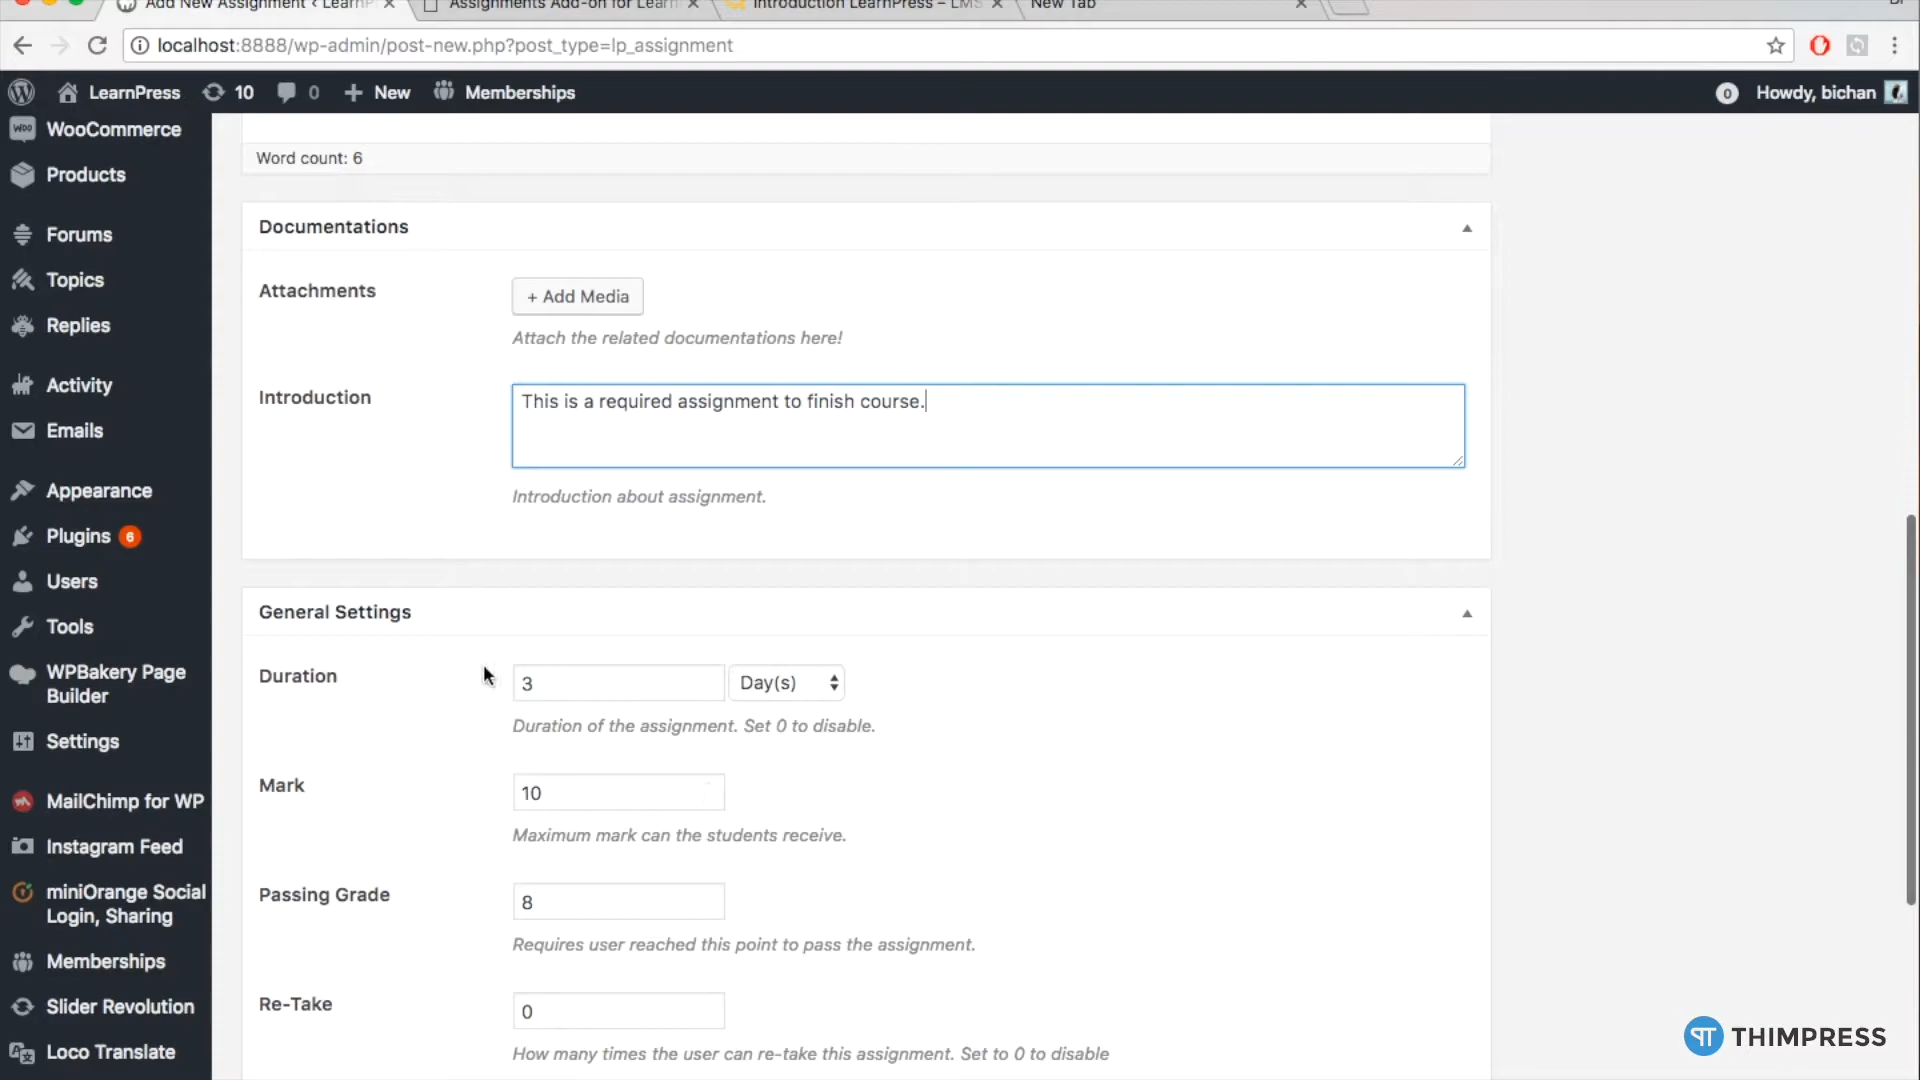 Add New Assignment ‹ LearnP
Assignments Add-on for Learn
Introduction LearnPress – LMS
New Tab
localhost:8888/wp-admin/post-new.php?post_type=lp_assignment
LearnPress
10
0
New
Memberships
0
Howdy, bichan
WooCommerce
Products
Forums
Topics
Replies
Activity
Emails
Appearance
Plugins 6
Users
Tools
WPBakery Page
Builder
Settings
MailChimp for WP
Instagram Feed
miniOrange Social
Login, Sharing
Memberships
Slider Revolution
Loco Translate
Word count: 6
Documentations
Attachments
+ Add Media
Attach the related documentations here!
Introduction
This is a required assignment to finish course.
Introduction about assignment.
General Settings
Duration
3
Day(s)
Duration of the assignment. Set 0 to disable.
Mark
10
Maximum mark can the students receive.
Passing Grade
8
Requires user reached this point to pass the assignment.
Re-Take
0
How many times the user can re-take this assignment. Set to 0 to disable
THIMPRESS